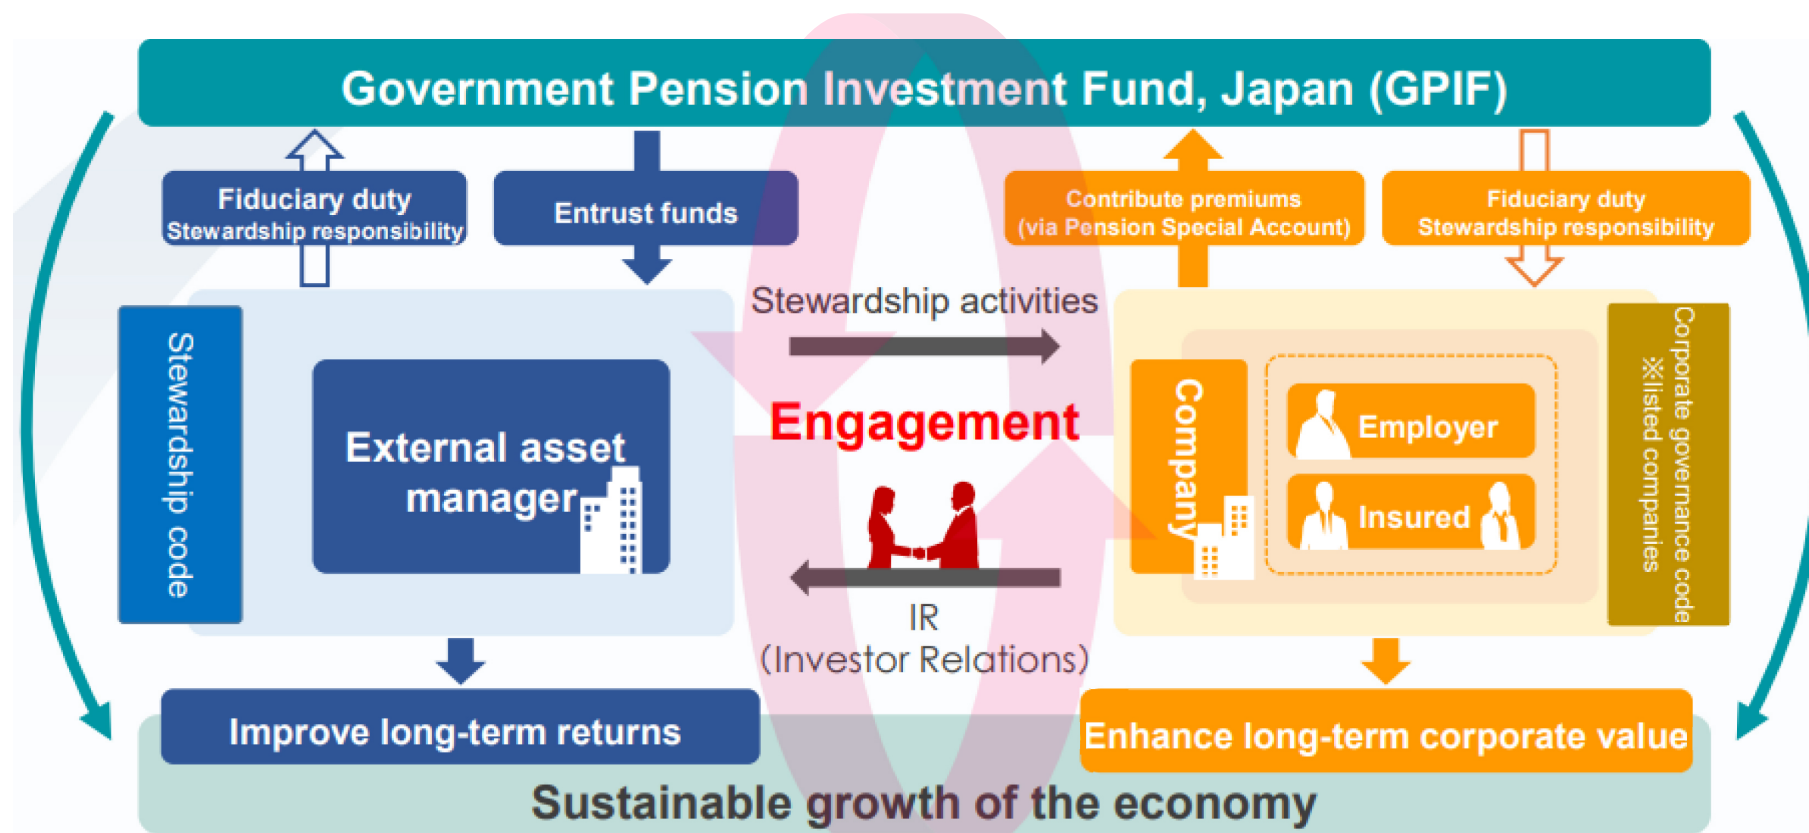 Government Pension Investment Fund, Japan (GPIF)
Fiduciary duty
Stewardship responsibility
Entrust funds
Contribute premiums
(via Pension Special Account)
Fiduciary duty
Stewardship responsibility
Stewardship code
External asset
manager
Stewardship activities
Engagement
IR
(Investor Relations)
Company
Employer
Insured
Corporate governance code
※listed companies
Improve long-term returns
Enhance long-term corporate value
Sustainable growth of the economy